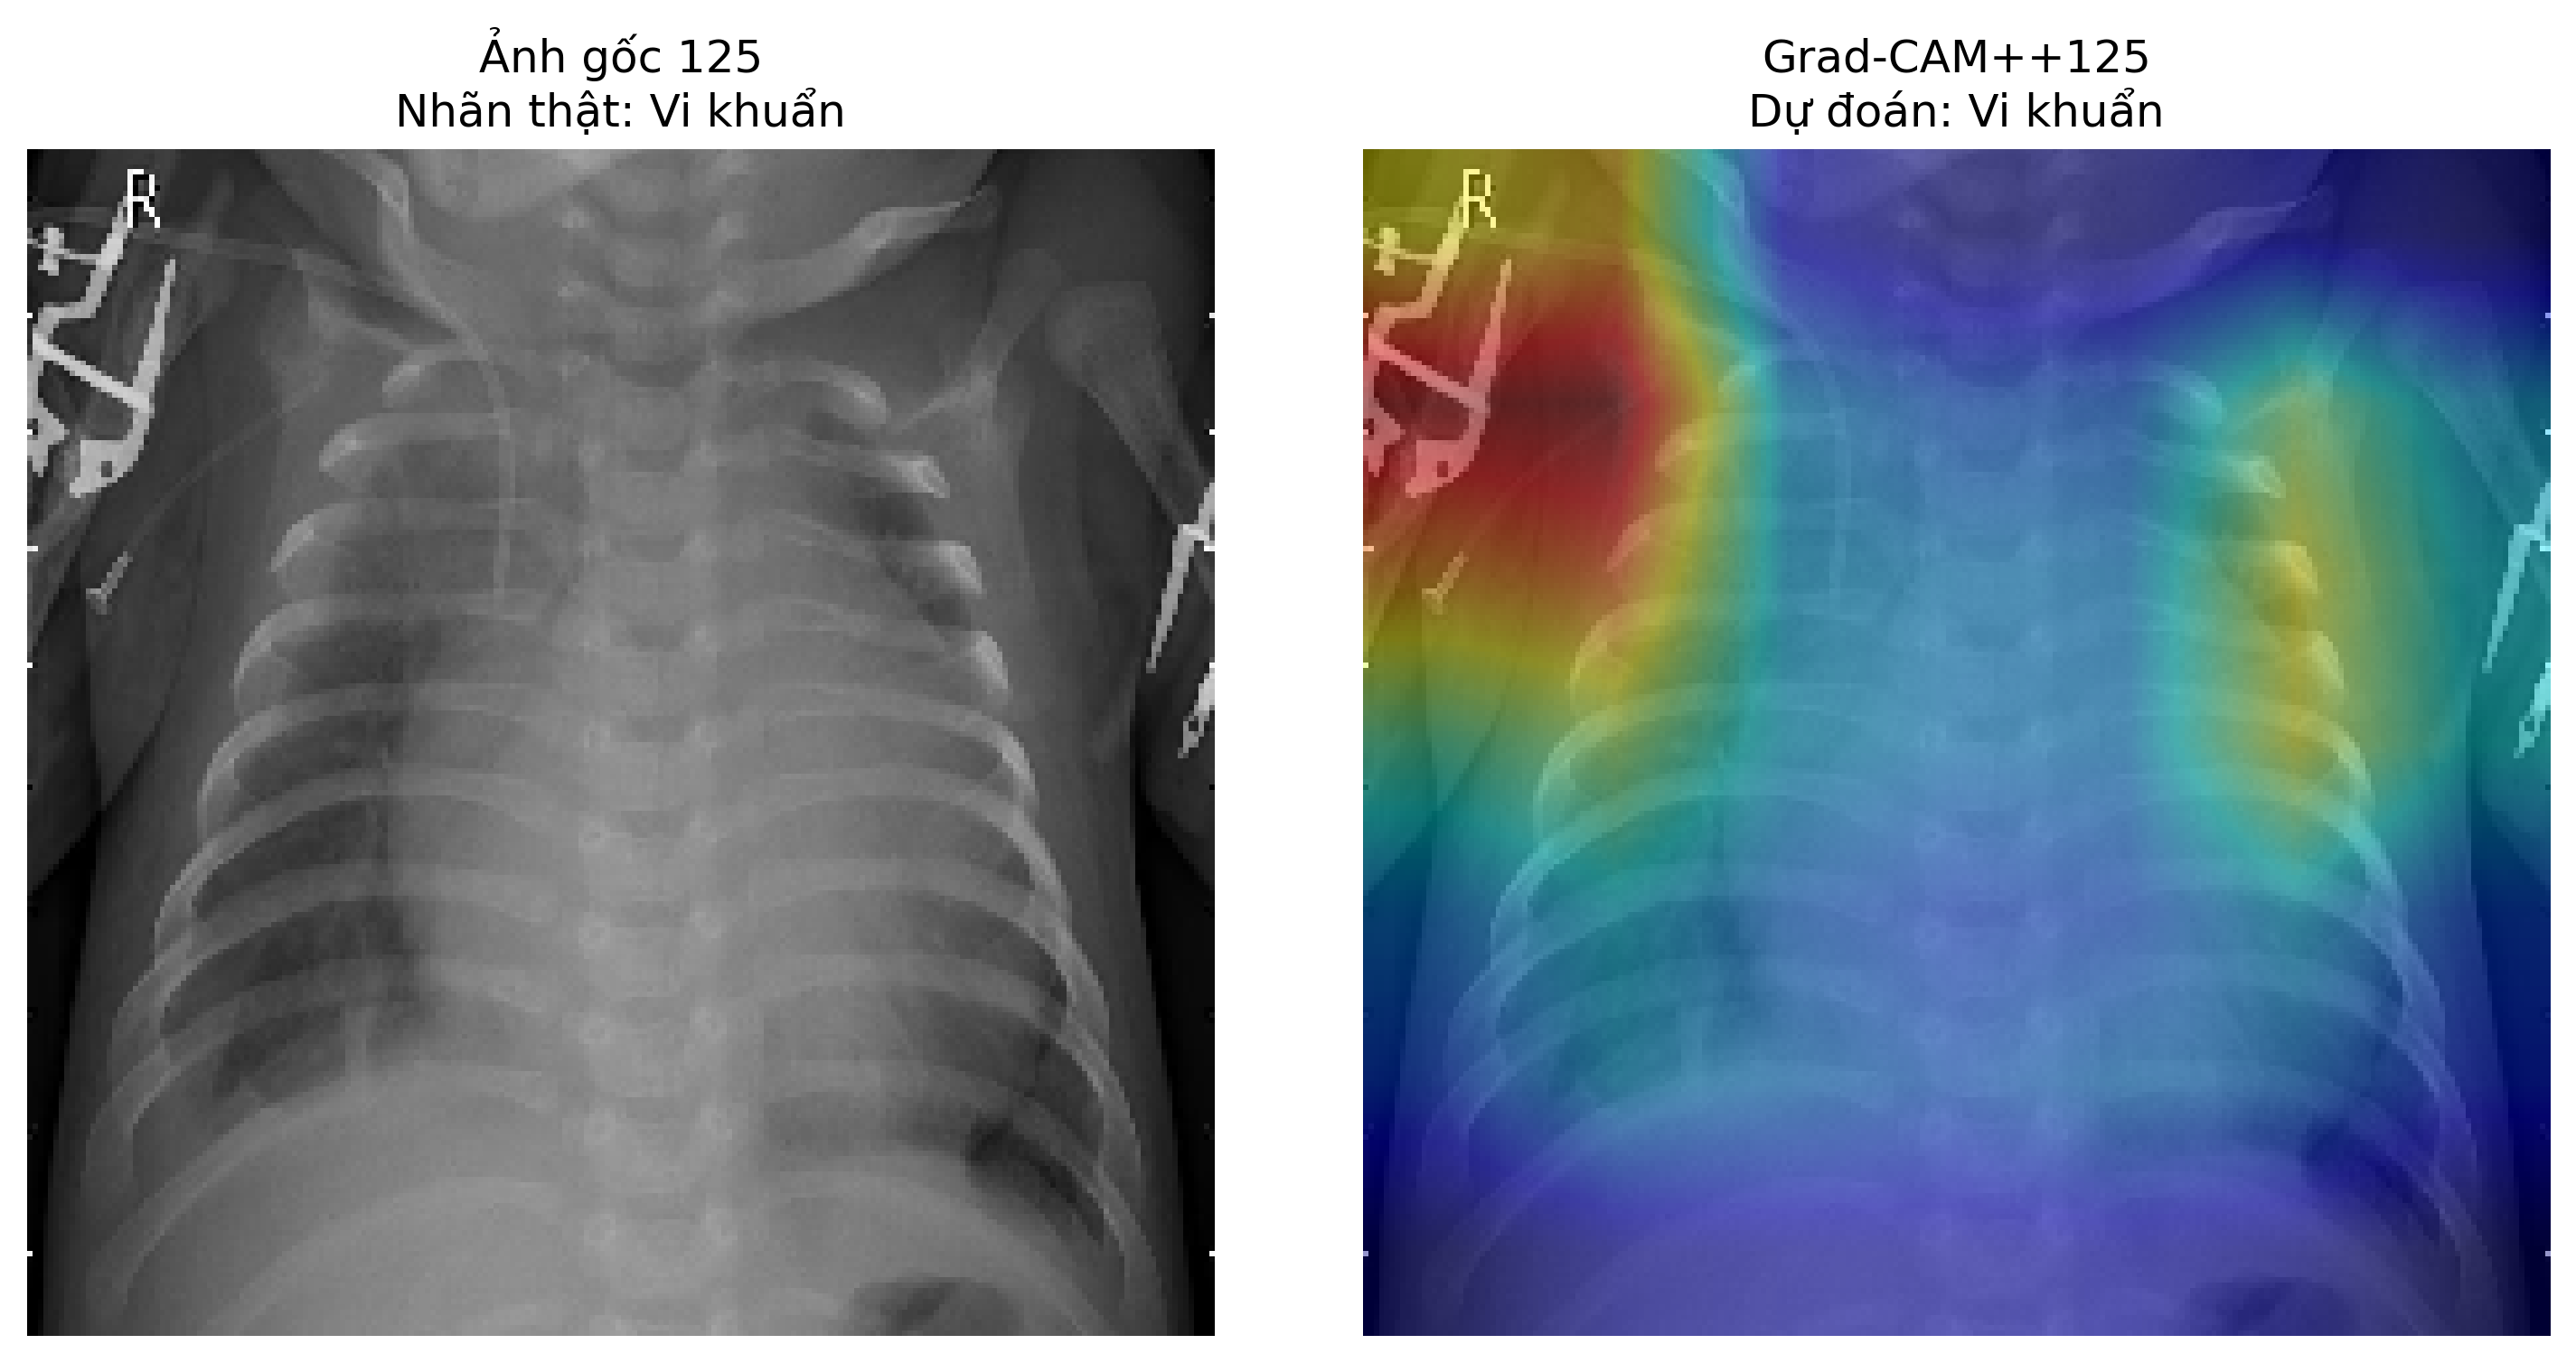 Ảnh gốc 125
Nhãn thật: Vi khuẩn
R
Grad-CAM++125
Dự đoán: Vi khuẩn
R